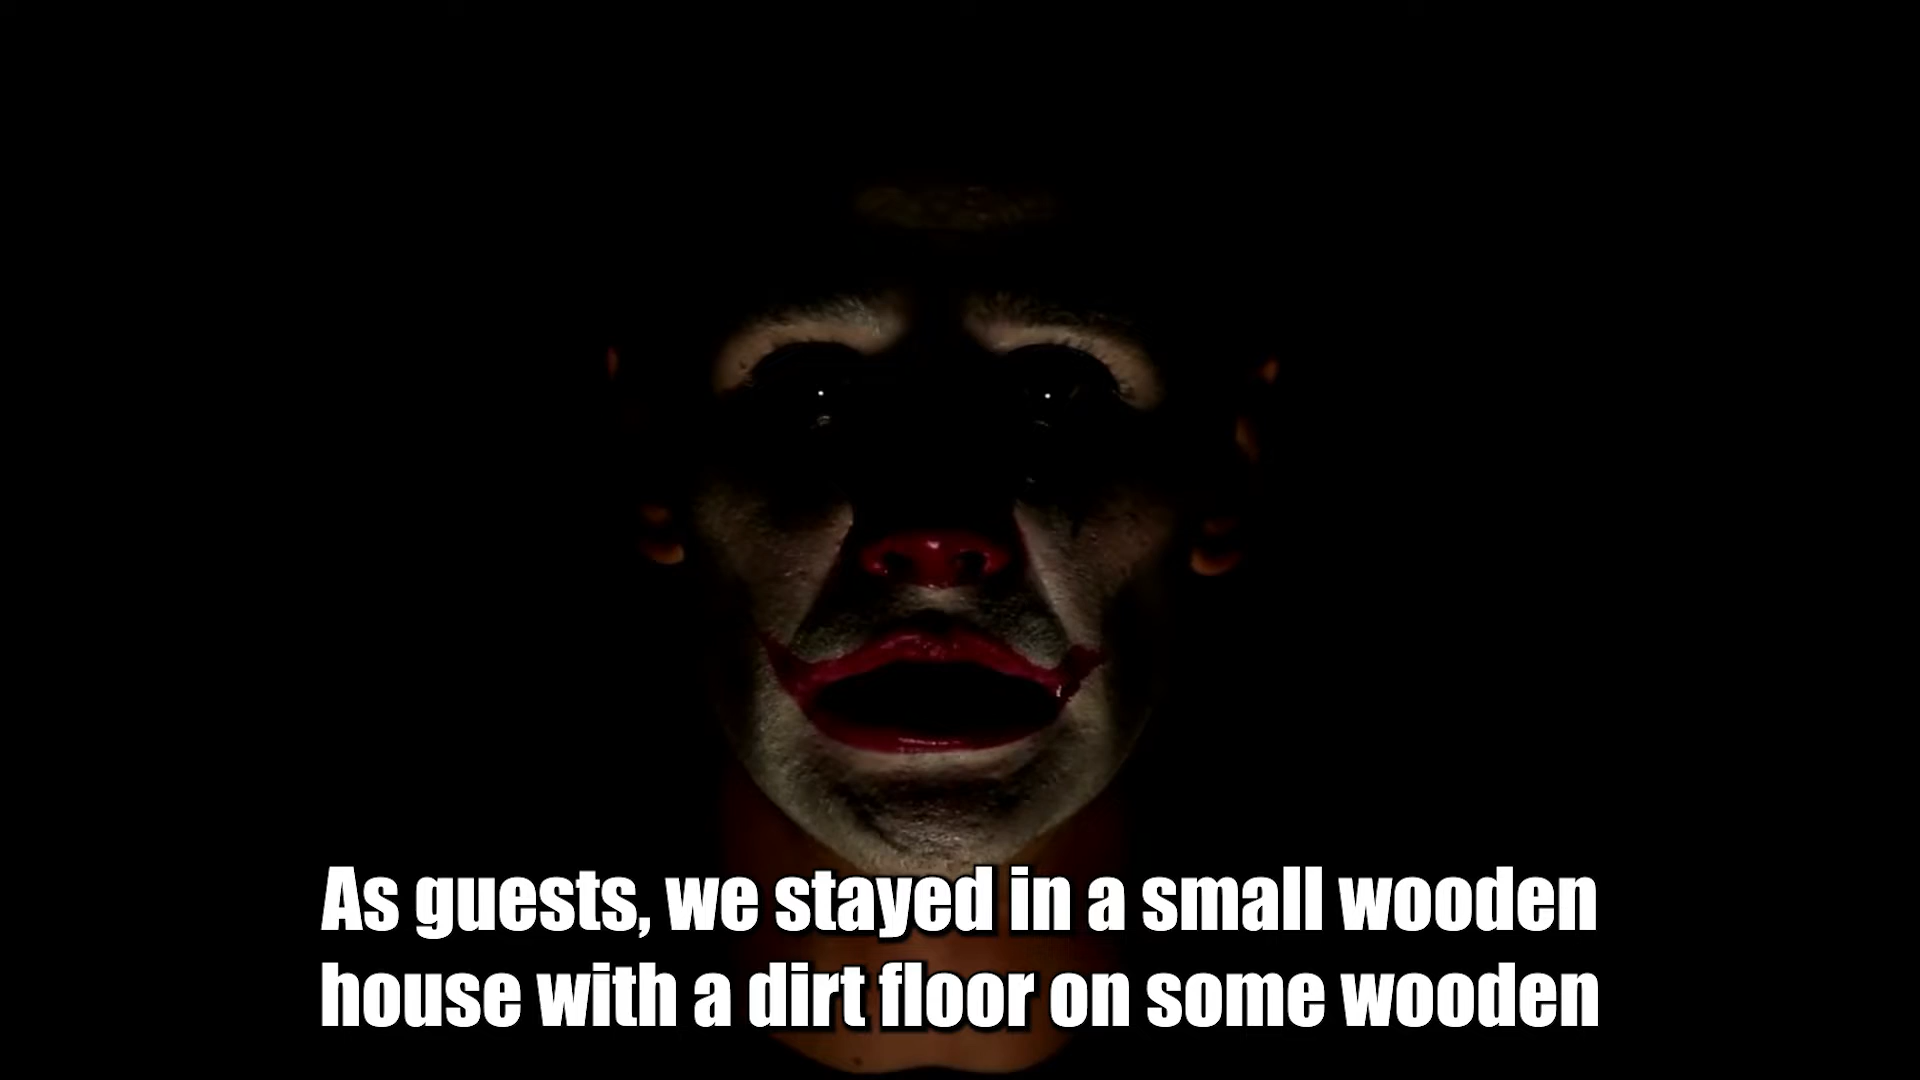 As guests, we stayed in a small wooden
house with a dirt floor on some wooden